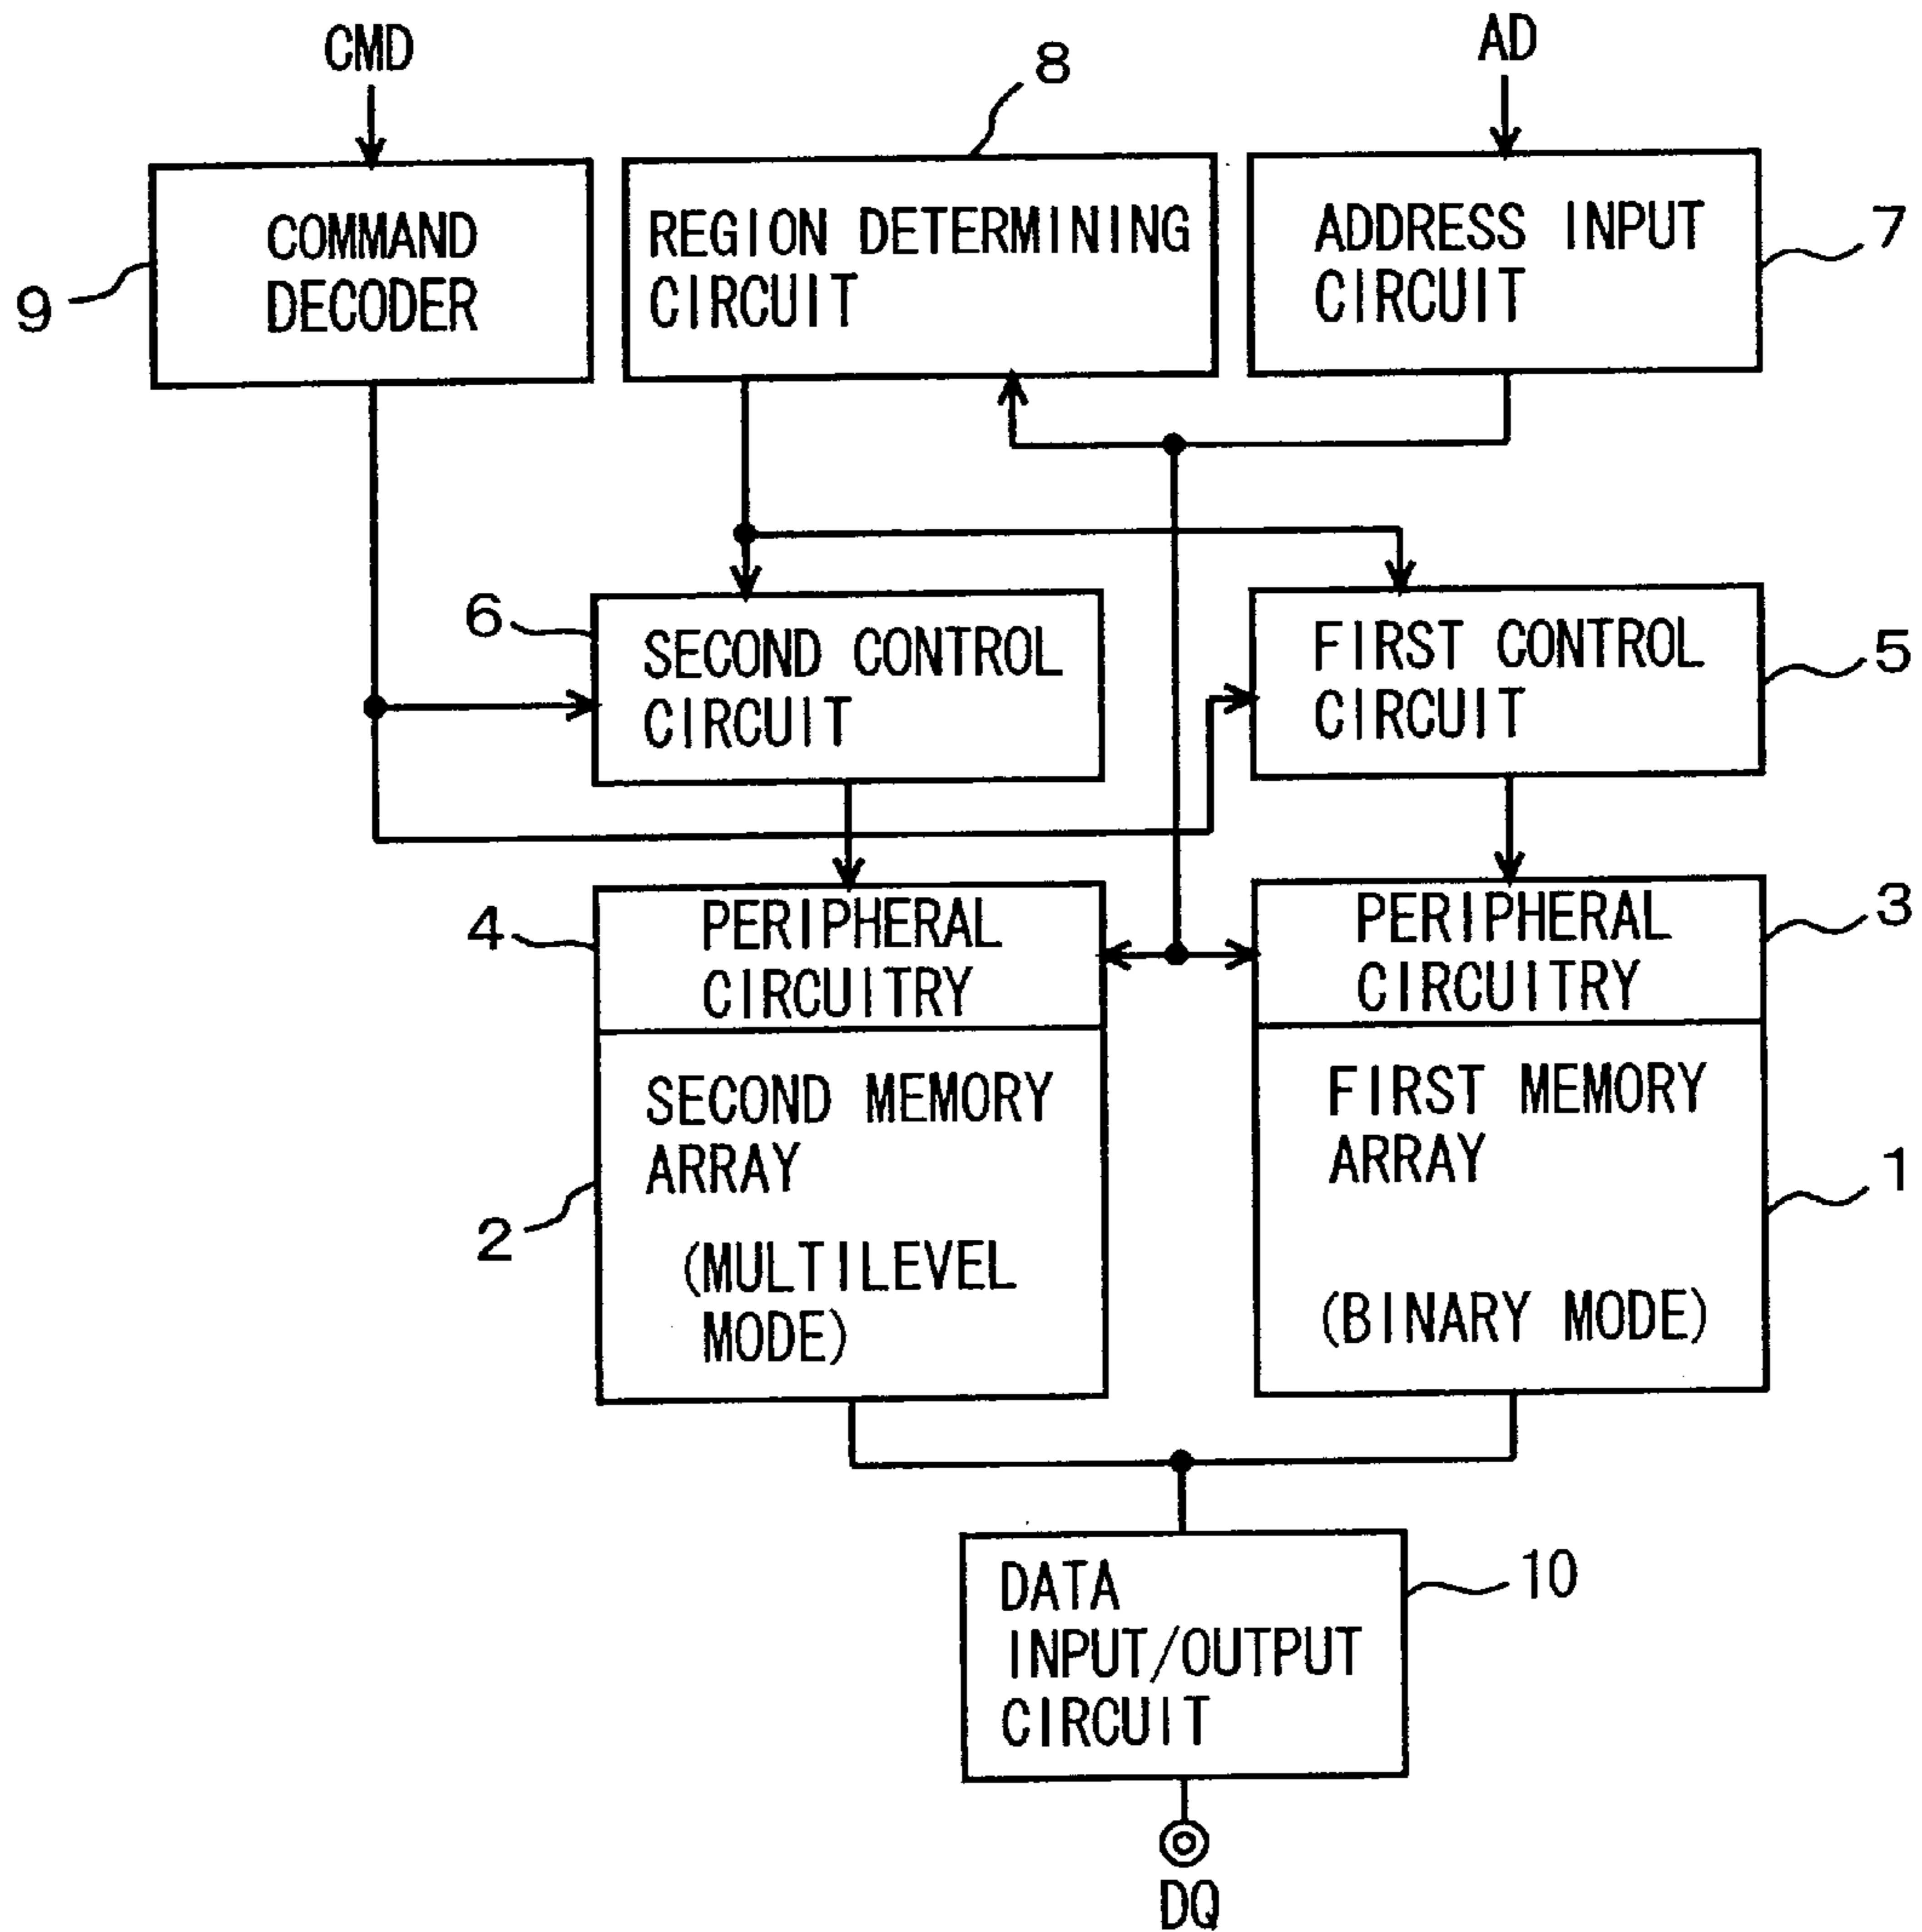 CMD
8
AD
COMMAND
DECODER
9
REGION DETERMINING
CIRCUIT
ADDRESS INPUT
CIRCUIT
7
6
SECOND CONTROL
CIRCUIT
FIRST CONTROL
CIRCUIT
5
4
PERIPHERAL
CIRCUITRY
PERIPHERAL
CIRCUITRY
3
SECOND MEMORY
ARRAY
(MULTILEVEL
MODE)
2
FIRST MEMORY
ARRAY
(BINARY MODE)
1
DATA
INPUT/OUTPUT
CIRCUIT
10
DQ